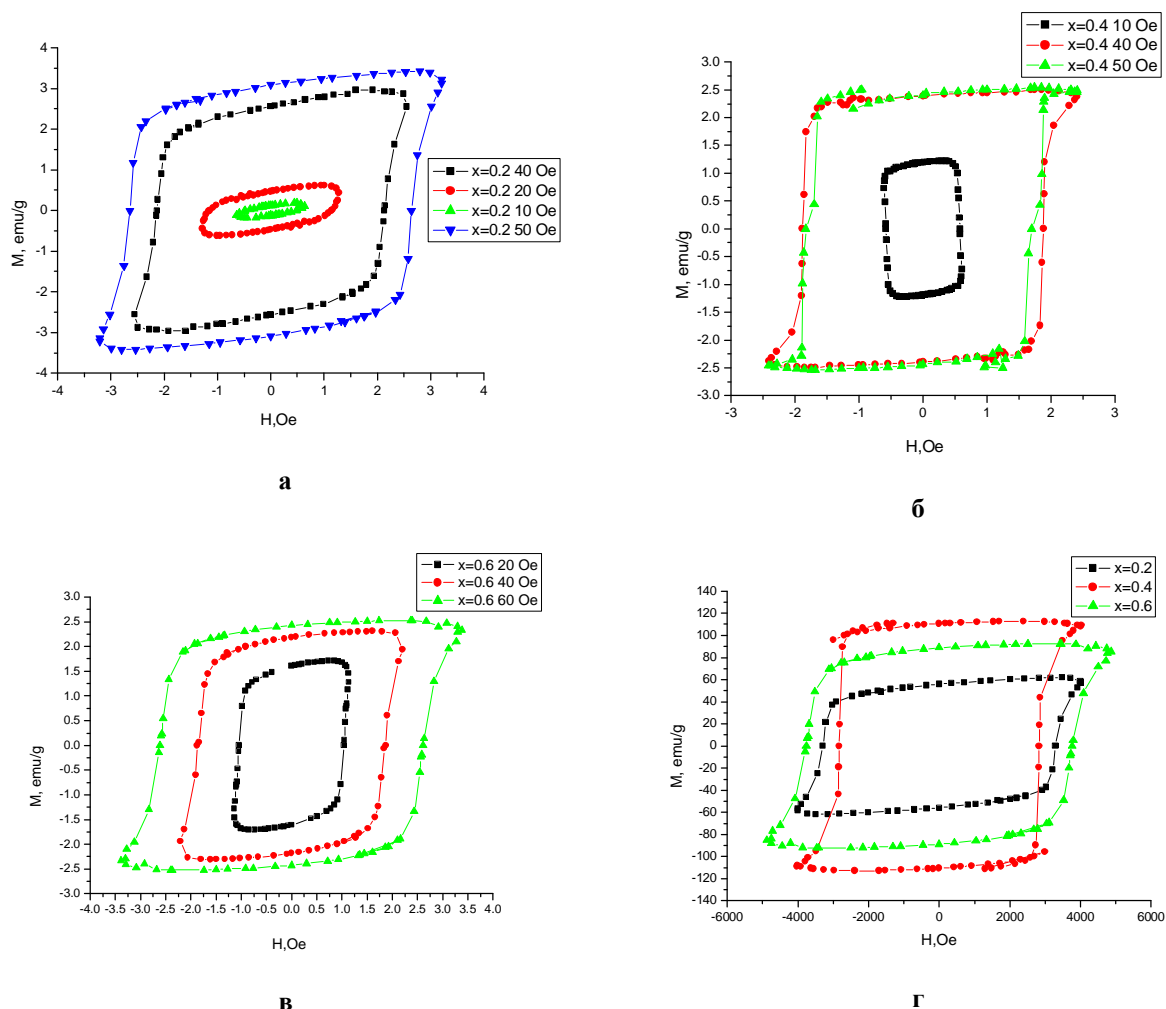 x=0.2 40 Oe
x=0.2 20 Oe
x=0.2 10 Oe
x=0.2 50 Oe
4
3
2
1
0
-1
-2
-3
-4
M, emu/g
-4 -3 -2 -1 0 1 2 3 4
H,Oe
а
x=0.4 10 Oe
x=0.4 40 Oe
x=0.4 50 Oe
3.0
2.5
2.0
1.5
1.0
0.5
0.0
-0.5
-1.0
-1.5
-2.0
-2.5
-3.0
M, emu/g
-3 -2 -1 0 1 2 3
H,Oe
б
x=0.6 20 Oe
x=0.6 40 Oe
x=0.6 60 Oe
3.0
2.5
2.0
1.5
1.0
0.5
0.0
-0.5
-1.0
-1.5
-2.0
-2.5
-3.0
M, emu/g
-4.0 -3.5 -3.0 -2.5 -2.0 -1.5 -1.0 -0.5 0.0 0.5 1.0 1.5 2.0 2.5 3.0 3.5 4.0
H,Oe
в
x=0.2
x=0.4
x=0.6
140
120
100
80
60
40
20
0
-20
-40
-60
-80
-100
-120
-140
M, emu/g
-6000 -4000 -2000 0 2000 4000 6000
H,Oe
г